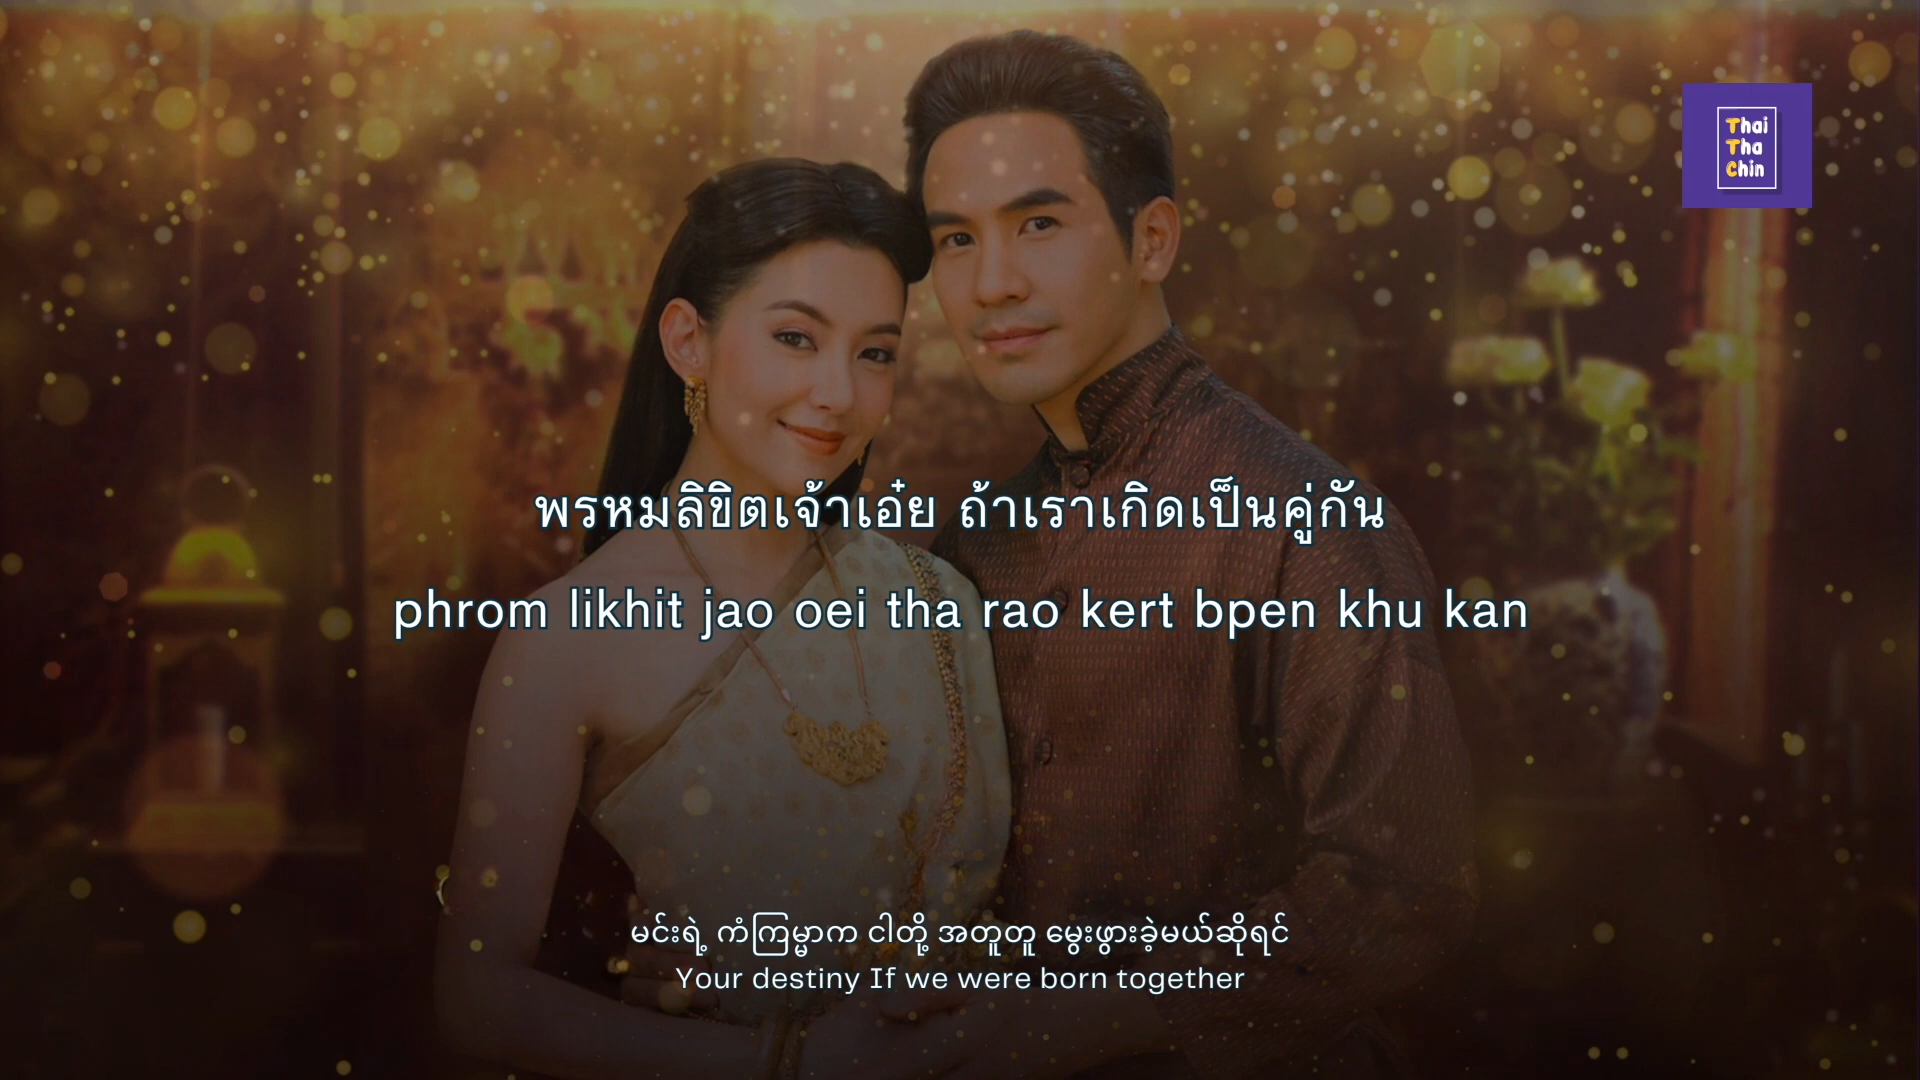 Thai
Tha
Chin
พรหมลิขิตเจ้าเอ๋ย ถ้าเราเกิดเป็นคู่กัน
phrom likhit jao oei tha rao kert bpen khu kan
မင်းရဲ့ ကံကြမ္မာက ငါတို့ အတူတူ မွေးဖွားခဲ့မယ်ဆိုရင်
Your destiny If we were born together